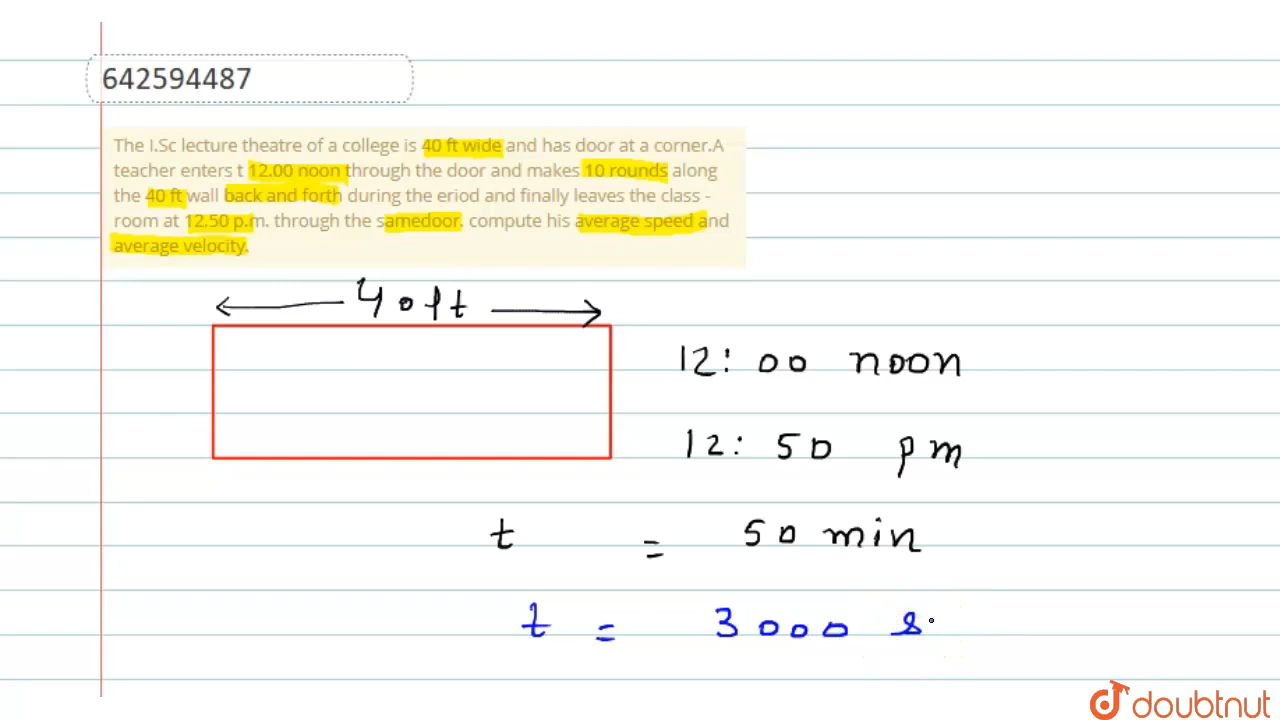 642594487
The I.Sc lecture theatre of a college is 40 ft wide and has door at a corner.A
teacher enters t 12.00 noon through the door and makes 10 rounds along
the 40 ft wall back and forth during the eriod and finally leaves the class -
room at 12.50 p.m. through the samedoor. compute his average speed and
average velocity.
40ft
12: 00 noon
12: 50 pm
t = 50 min
t = 3000 s
doubtnut